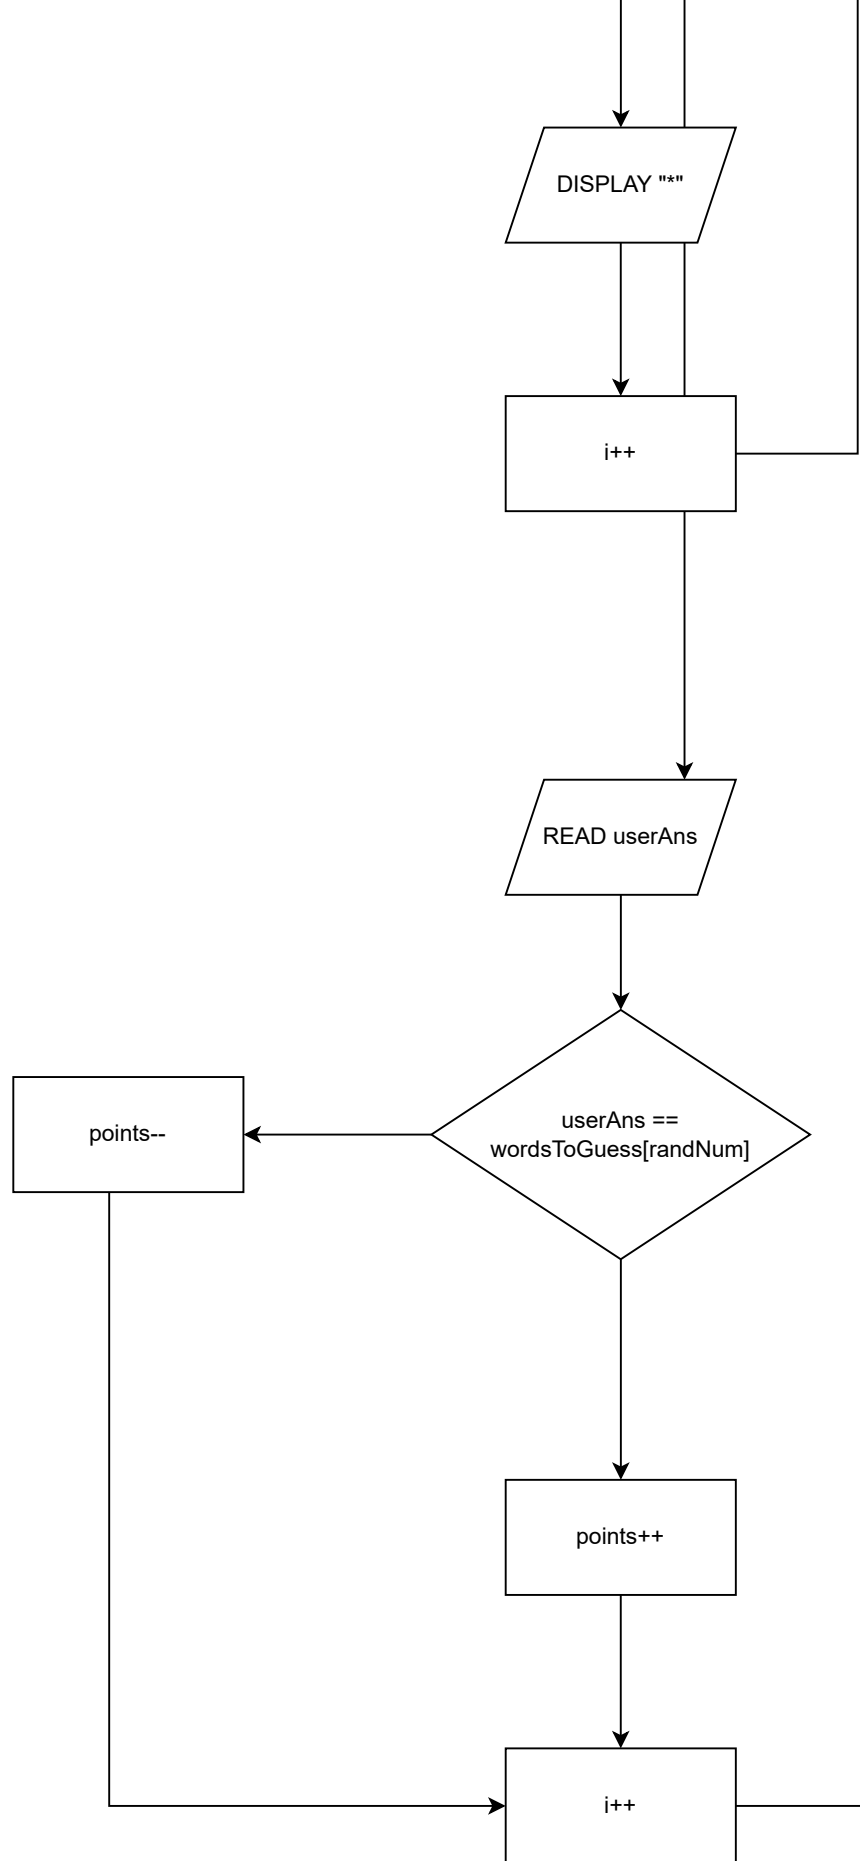 DISPLAY "*"
i++
READ userAns
userAns ==
wordsToGuess[randNum]
points--
points++
i++